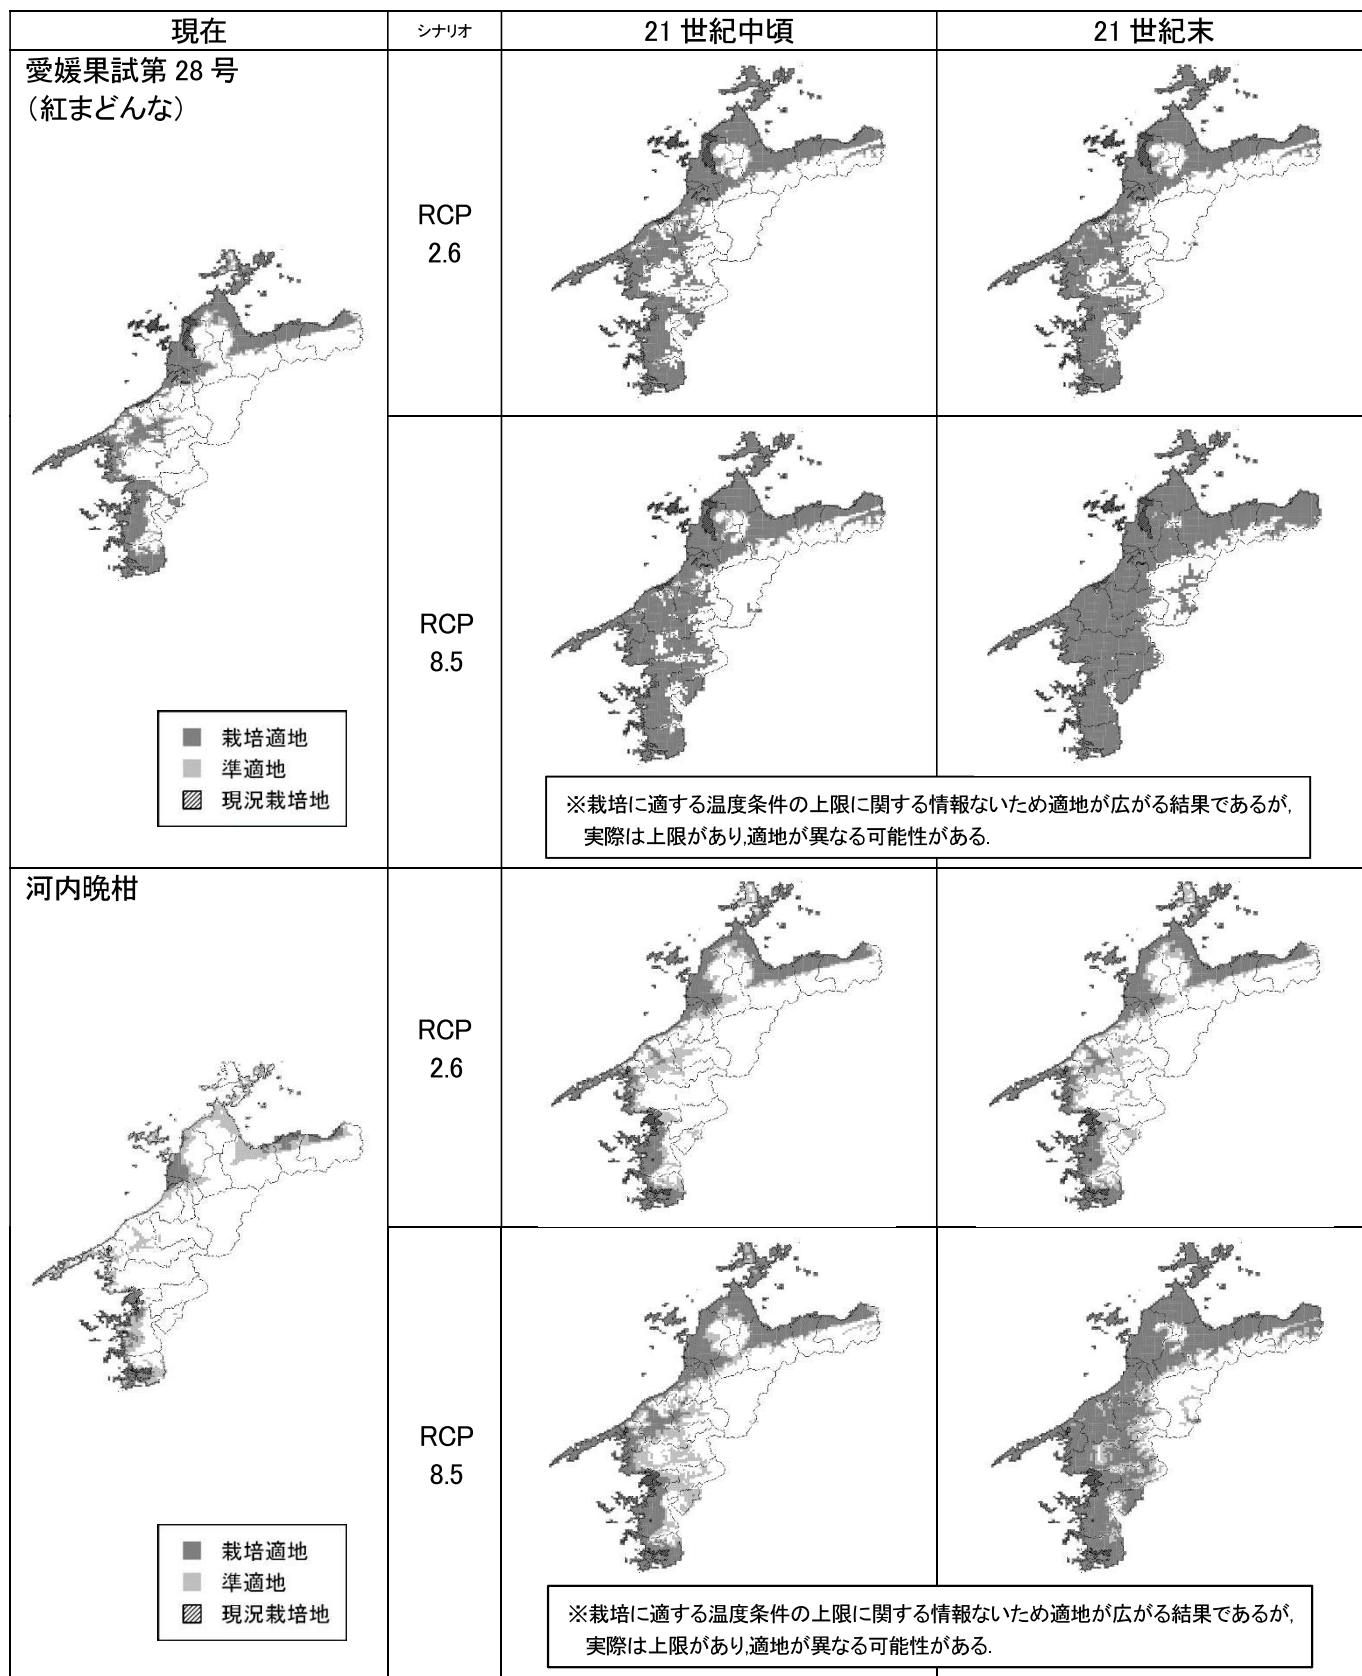 現在
シナリオ
21 世紀中頃
21 世紀末
愛媛果試第 28 号
（紅まどんな）
RCP
2.6
RCP
8.5
栽培適地
準適地
現況栽培地
※栽培に適する温度条件の上限に関する情報ないため適地が広がる結果であるが,
実際は上限があり,適地が異なる可能性がある.
河内晩柑
RCP
2.6
RCP
8.5
栽培適地
準適地
現況栽培地
※栽培に適する温度条件の上限に関する情報ないため適地が広がる結果であるが,
実際は上限があり,適地が異なる可能性がある.